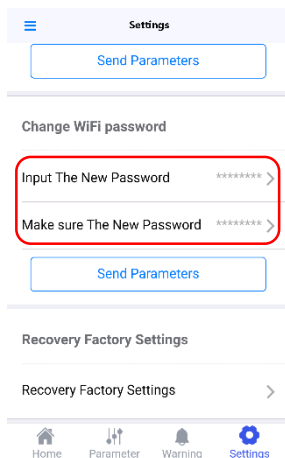 Settings
Send Parameters
Change WiFi password
Input The New Password ********
Make sure The New Password ********
Send Parameters
Recovery Factory Settings
Recovery Factory Settings
Home Parameter Warning Settings